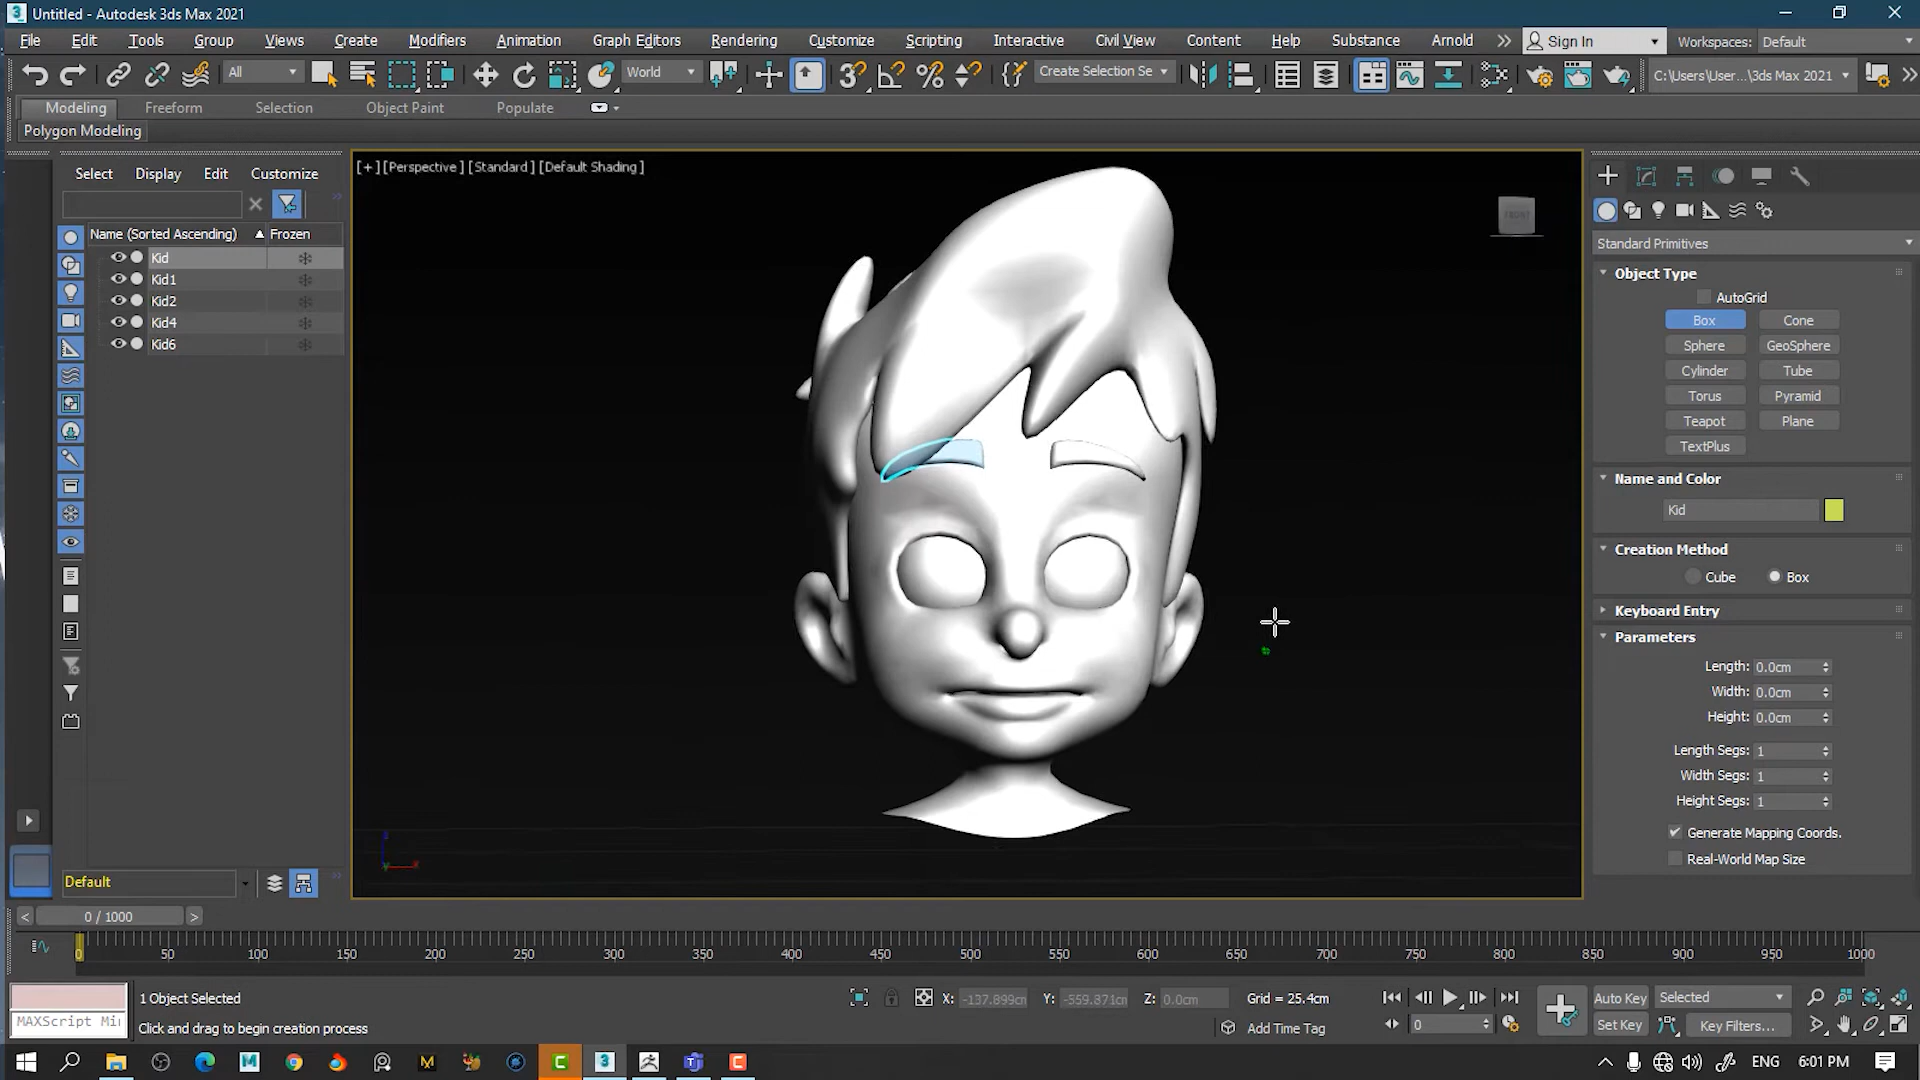 Untitled - Autodesk 3ds Max 2021
File Edit Tools Group Views Create Modifiers Animation Graph Editors Rendering Customize Scripting Interactive Civil View Content Help Substance Arnold Sign In Workspaces: Default
All World Create Selection Se C:\Users\User...\3ds Max 2021
Modeling Freeform Selection Object Paint Populate
Polygon Modeling
Select Display Edit Customize
[+] [Perspective] [Standard] [Default Shading]
FRONT
Name (Sorted Ascending) Frozen
Kid
Kid1
Kid2
Kid4
Kid6
Standard Primitives
Object Type
AutoGrid
Box Cone
Sphere GeoSphere
Cylinder Tube
Torus Pyramid
Teapot Plane
TextPlus
Name and Color
Kid
Creation Method
Cube Box
Keyboard Entry
Parameters
Length: 0.0cm
Width: 0.0cm
Height: 0.0cm
Length Segs: 1
Width Segs: 1
Height Segs: 1
Generate Mapping Coords.
Real-World Map Size
Default
< 0 / 1000 >
0 50 100 150 200 250 300 350 400 450 500 550 600 650 700 750 800 850 900 950 1000
1 Object Selected X: -137.899cm Y: -559.871cm Z: 0.0cm Grid = 25.4cm Auto Key Selected
MAXScript Mi
Click and drag to begin creation process Add Time Tag 0 Set Key Key Filters...
ENG 6:01 PM